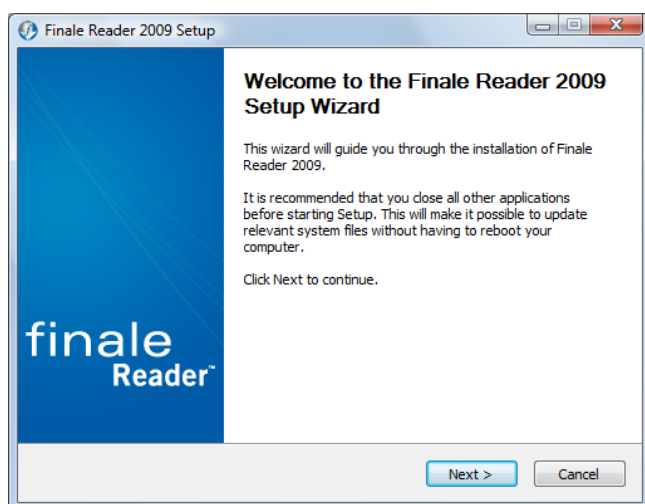 Finale Reader 2009 Setup
Welcome to the Finale Reader 2009
Setup Wizard
This wizard will guide you through the installation of Finale
Reader 2009.
It is recommended that you close all other applications
before starting Setup. This will make it possible to update
relevant system files without having to reboot your
computer.
Click Next to continue.
finale
Reader™
Next >
Cancel